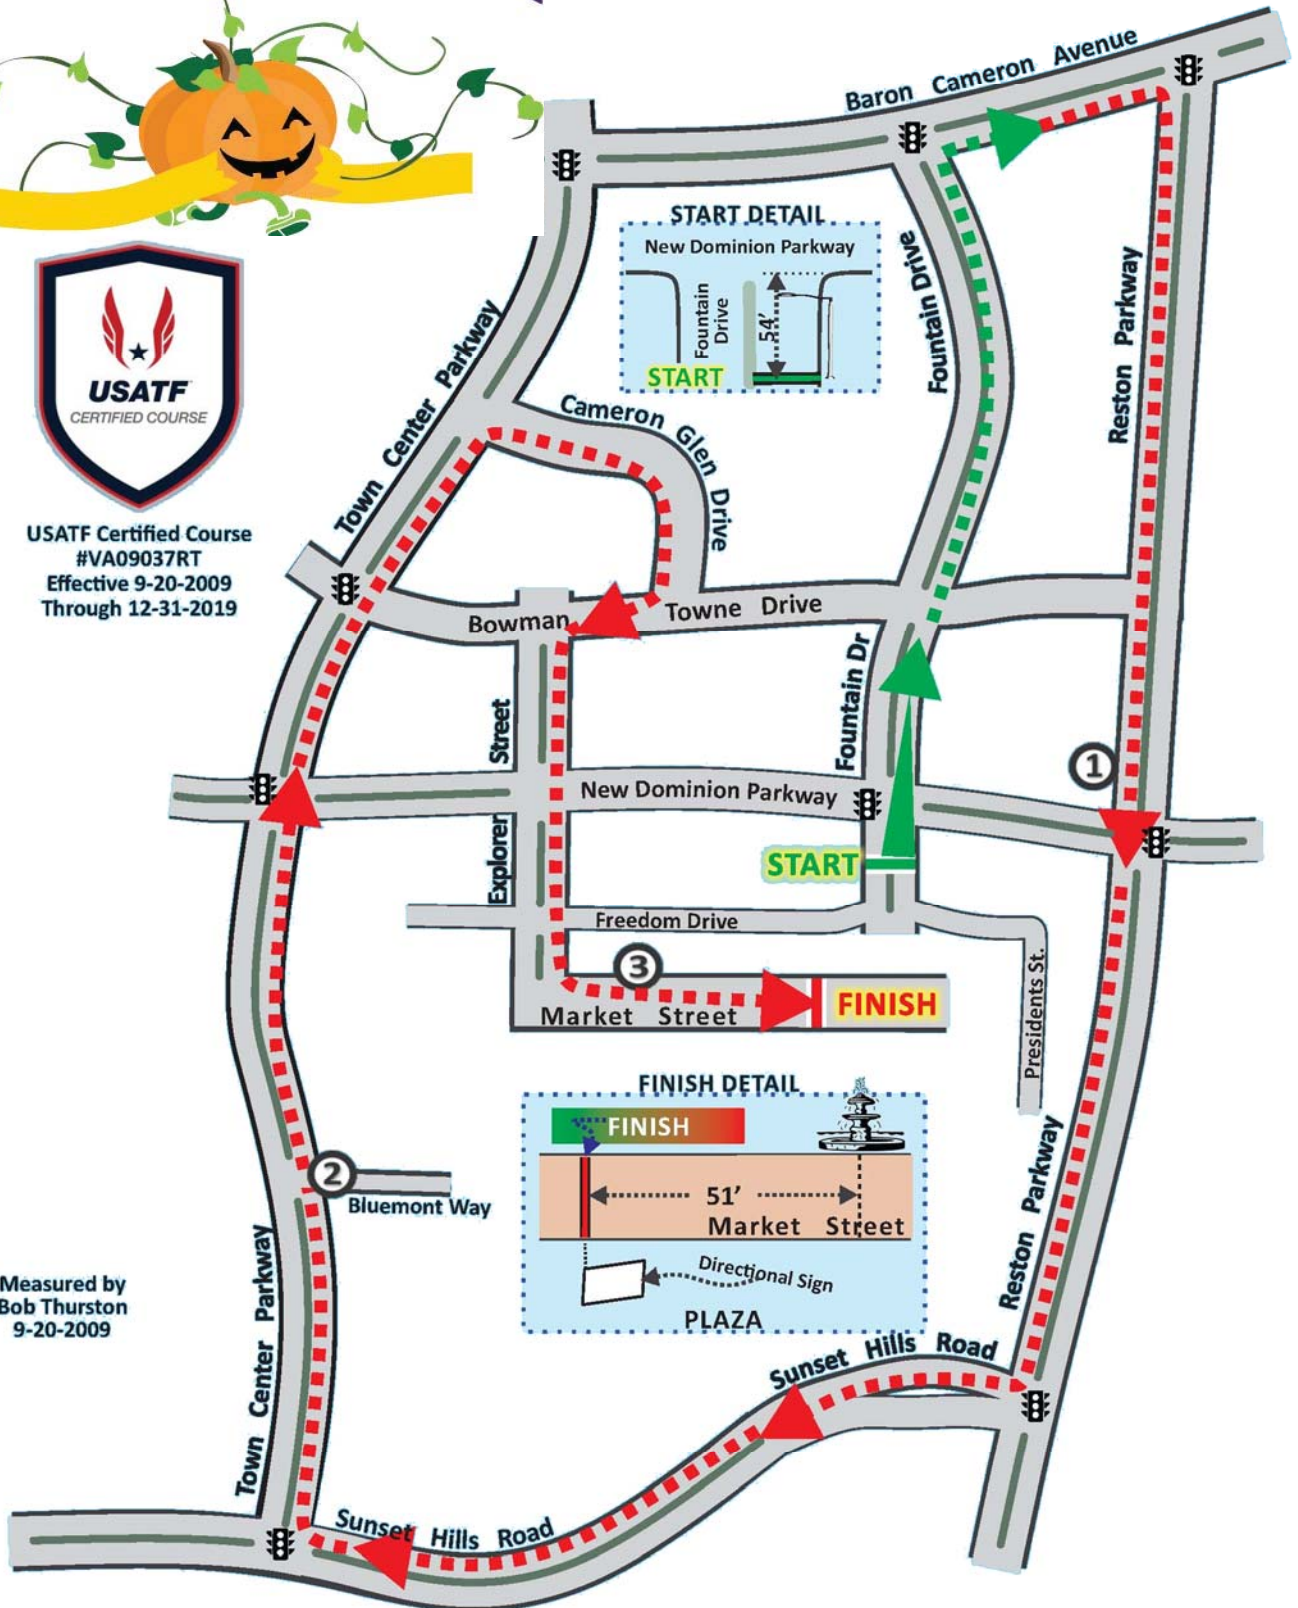 Baron Cameron Avenue
START DETAIL
New Dominion Parkway
Fountain
Drive
54'
START
Fountain Drive
Reston Parkway
USATF
CERTIFIED COURSE
USATF Certified Course
#VA09037RT
Effective 9-20-2009
Through 12-31-2019
Town Center Parkway
Cameron Glen Drive
Bowman Towne Drive
Explorer Street
Fountain Dr
New Dominion Parkway
1
START
Freedom Drive
3
Market Street
FINISH
Presidents St.
FINISH DETAIL
FINISH
51'
Market Street
Directional Sign
PLAZA
2
Bluemont Way
Town Center Parkway
Measured by
Bob Thurston
9-20-2009
Reston Parkway
Sunset Hills Road
Sunset Hills Road